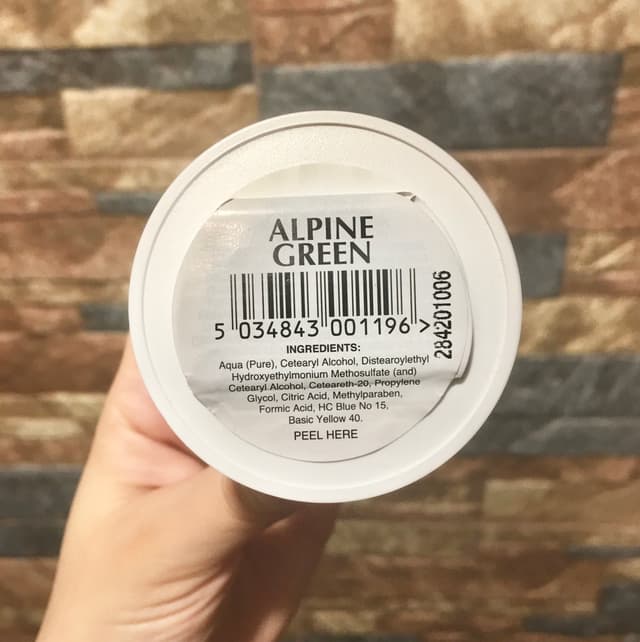 ALPINE
GREEN
5 034843 001196 >
284201006
INGREDIENTS:
Aqua (Pure), Cetearyl Alcohol, Distearoylethyl
Hydroxyethylmonium Methosulfate (and)
Cetearyl Alcohol, Ceteareth-20, Propylene
Glycol, Citric Acid, Methylparaben,
Formic Acid, HC Blue No 15,
Basic Yellow 40.
PEEL HERE